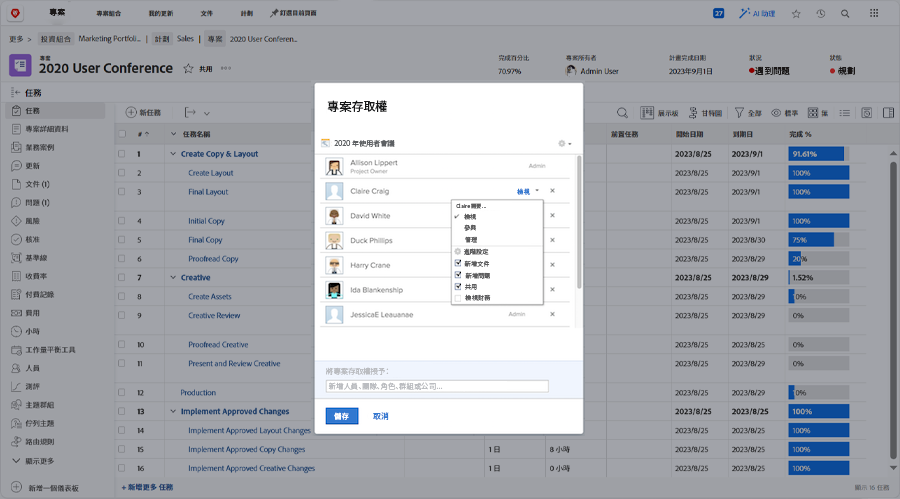 專案 專案組合 我的更新 文件 計劃 釘選目前頁面 27 AI 助理
更多 > 投資組合 Marketing Portfoli... 計劃 Sales 專案 2020 User Conferen...
專案
2020 User Conference 共用
完成百分比
70.97%
專案所有者
Admin User
計畫完成日期
2023年9月1日
狀況
遇到問題
狀態
規劃
任務
任務
專案詳細資料
業務案例
更新
文件 (1)
問題 (1)
風險
核准
基準線
收費率
付費記錄
費用
小時
工作量平衡工具
人員
測評
主題群組
佇列主題
路由規則
顯示更多
新增一個儀表板
新任務 展示板 甘特圖 全部 標準
# 任務名稱 前置任務 開始日期 到期日 完成 %
1 Create Copy & Layout 2023/8/25 2023/9/1 91.61%
2 Create Layout 2023/8/25 2023/9/1 100%
3 Final Layout 2023/8/25 2023/9/1 100%
4 Initial Copy 2023/8/25 2023/9/1 100%
5 Final Copy 2023/8/25 2023/8/30 75%
6 Proofread Copy 2023/8/25 2023/8/29 20%
7 Creative 2023/8/25 2023/8/29 1.52%
8 Create Assets 2023/8/25 2023/8/29 10%
9 Creative Review 2023/8/25 2023/8/29 0%
10 Proofread Creative 2023/8/25 2023/8/29 0%
11 Present and Review Creative 2023/8/25 2023/8/29 0%
12 Production 2023/8/25 2023/8/29 10%
13 Implement Approved Changes 2023/8/25 2023/8/25 100%
14 Implement Approved Layout Changes 2023/8/25 2023/8/25 100%
15 Implement Approved Copy Changes 1 日 8 小時 2023/8/25 2023/8/25 100%
16 Implement Approved Creative Changes 1 日 0 小時 2023/8/25 2023/8/25 100%
+ 新增更多 任務
顯示 16 任務
專案存取權
2020 年使用者會議
Allison Lippert Admin
Project Owner
Claire Craig 檢視
David White
Duck Phillips
Harry Crane
Ida Blankenship
JessicaE Leauanae Admin
Claire 需要...
檢視
參與
管理
進階設定
新增文件
新增問題
共用
檢視財務
將專案存取權授予:
新增人員、團隊、角色、群組或公司...
儲存 取消